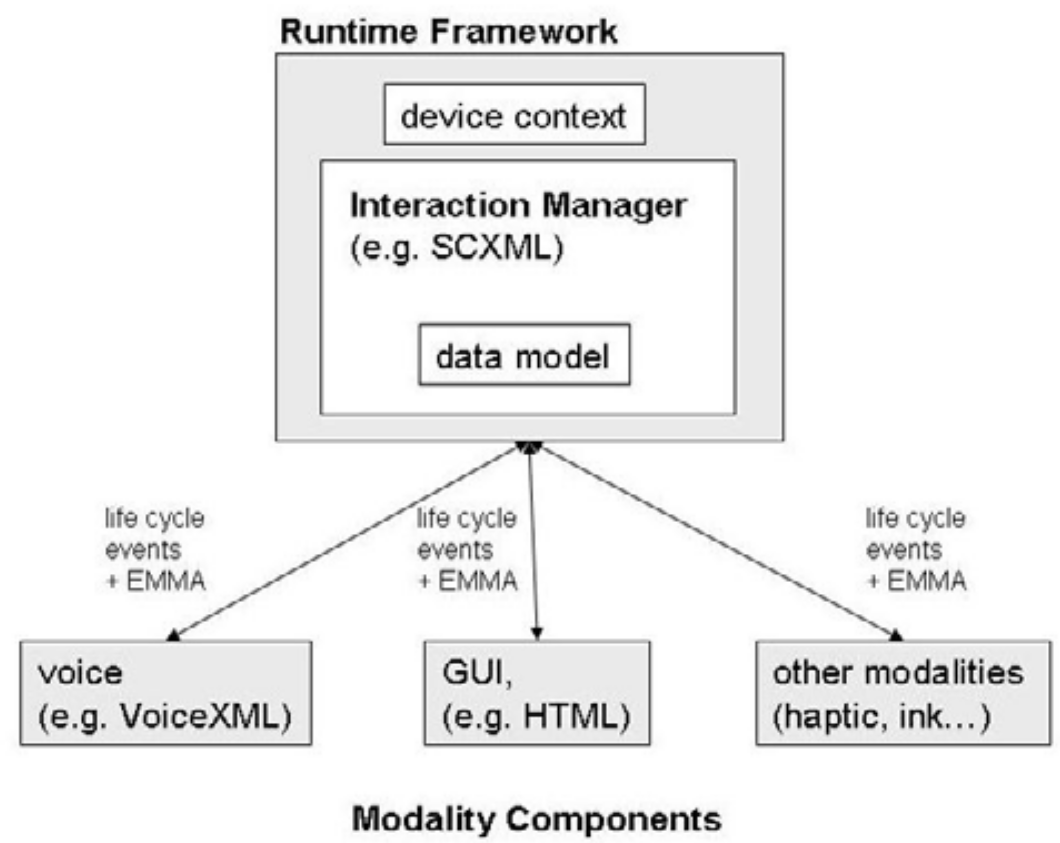 Runtime Framework
device context
Interaction Manager
(e.g. SCXML)
data model
life cycle
events
+ EMMA
life cycle
events
+ EMMA
life cycle
events
+ EMMA
voice
(e.g. VoiceXML)
GUI,
(e.g. HTML)
other modalities
(haptic, ink…)
Modality Components